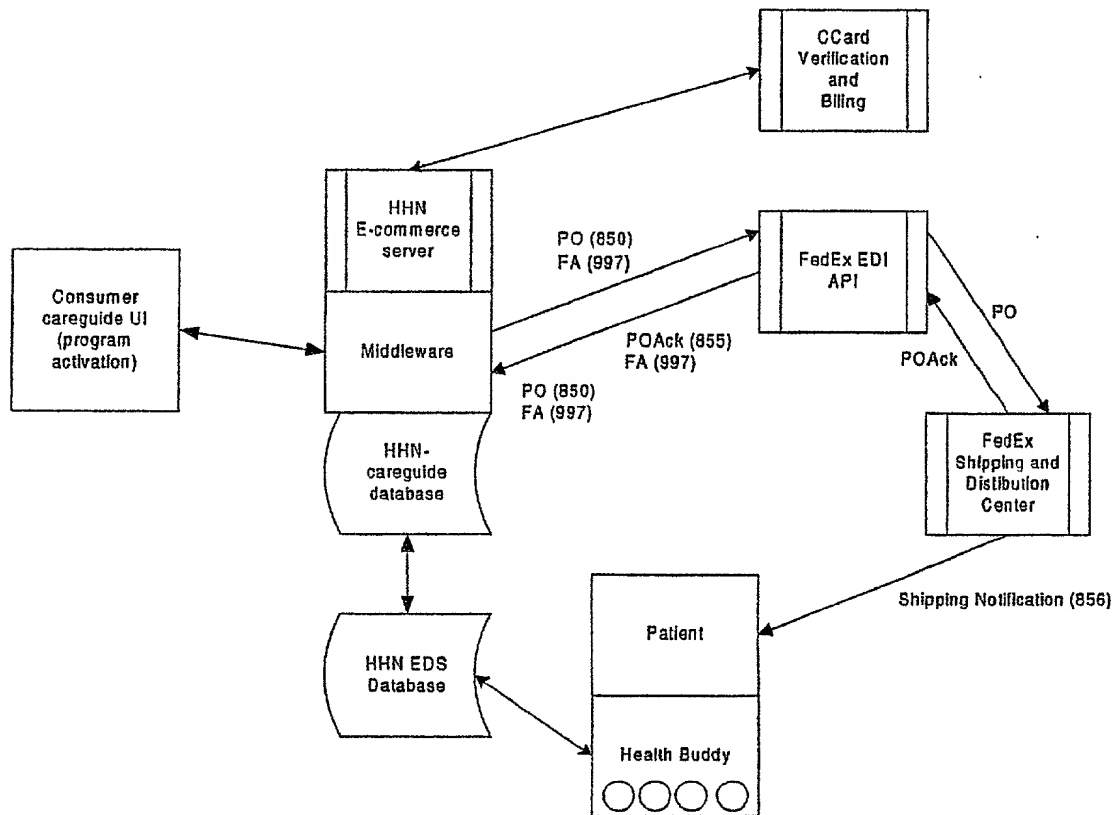 CCard
Verification
and
Billing
HHN
E-commerce
server
PO (850)
FA (997)
FedEx EDI
API
Consumer
careguide UI
(program
activation)
Middleware
PO
POAck (855)
FA (997)
POAck
PO (850)
FA (997)
HHN-
careguide
database
FedEx
Shipping and
Distibution
Center
Shipping Notification (856)
Patient
HHN EDS
Database
Health Buddy